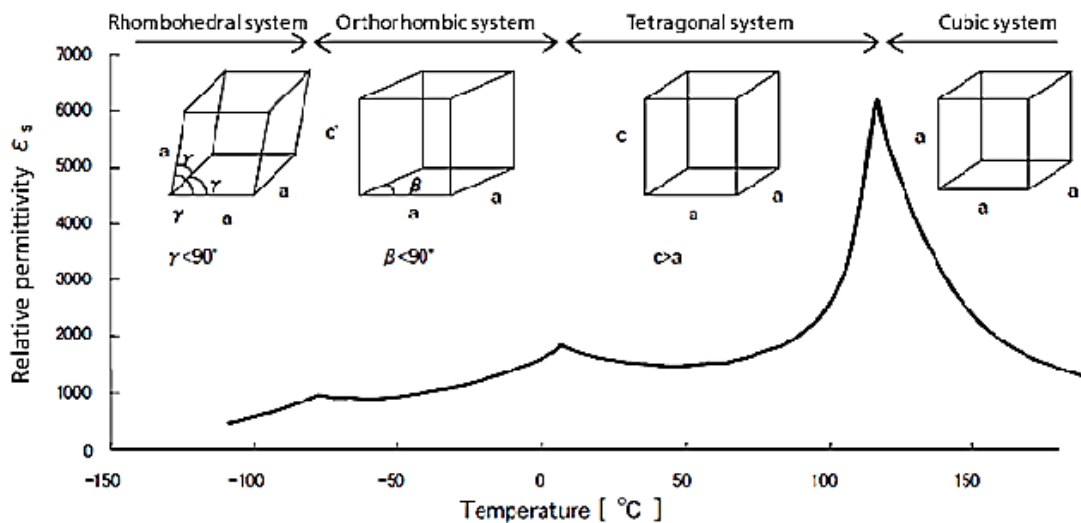 Rhombohedral system Orthorhombic system Tetragonal system Cubic system
7000
6000
5000
4000
3000
2000
1000
0
Relative permittivity ε s
a γ γ γ a a
γ<90°
c' β a a
β<90°
c a a
c>a
a a a
-150 -100 -50 0 50 100 150
Temperature [ °C ]